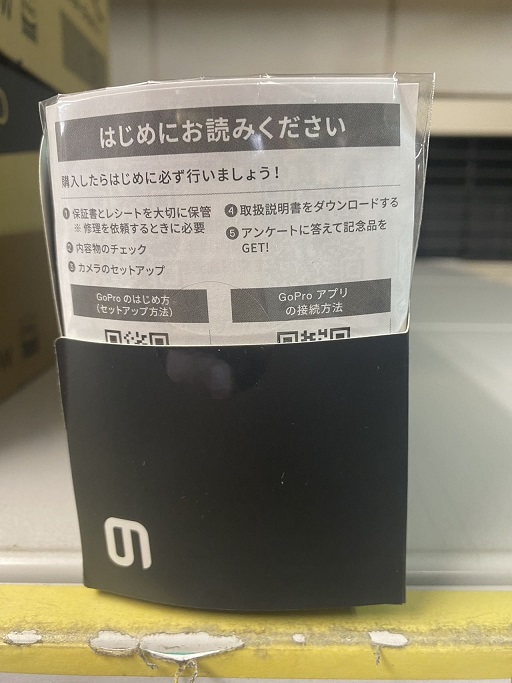 はじめにお読みください
購入したらはじめに必ず行いましょう！
❶ 保証書とレシートを大切に保管
※ 修理を依頼するときに必要
❷ 内容物のチェック
❸ カメラのセットアップ
❹ 取扱説明書をダウンロードする
❺ アンケートに答えて記念品を
GET!
GoPro のはじめ方
（セットアップ方法）
GoPro アプリ
の接続方法
9